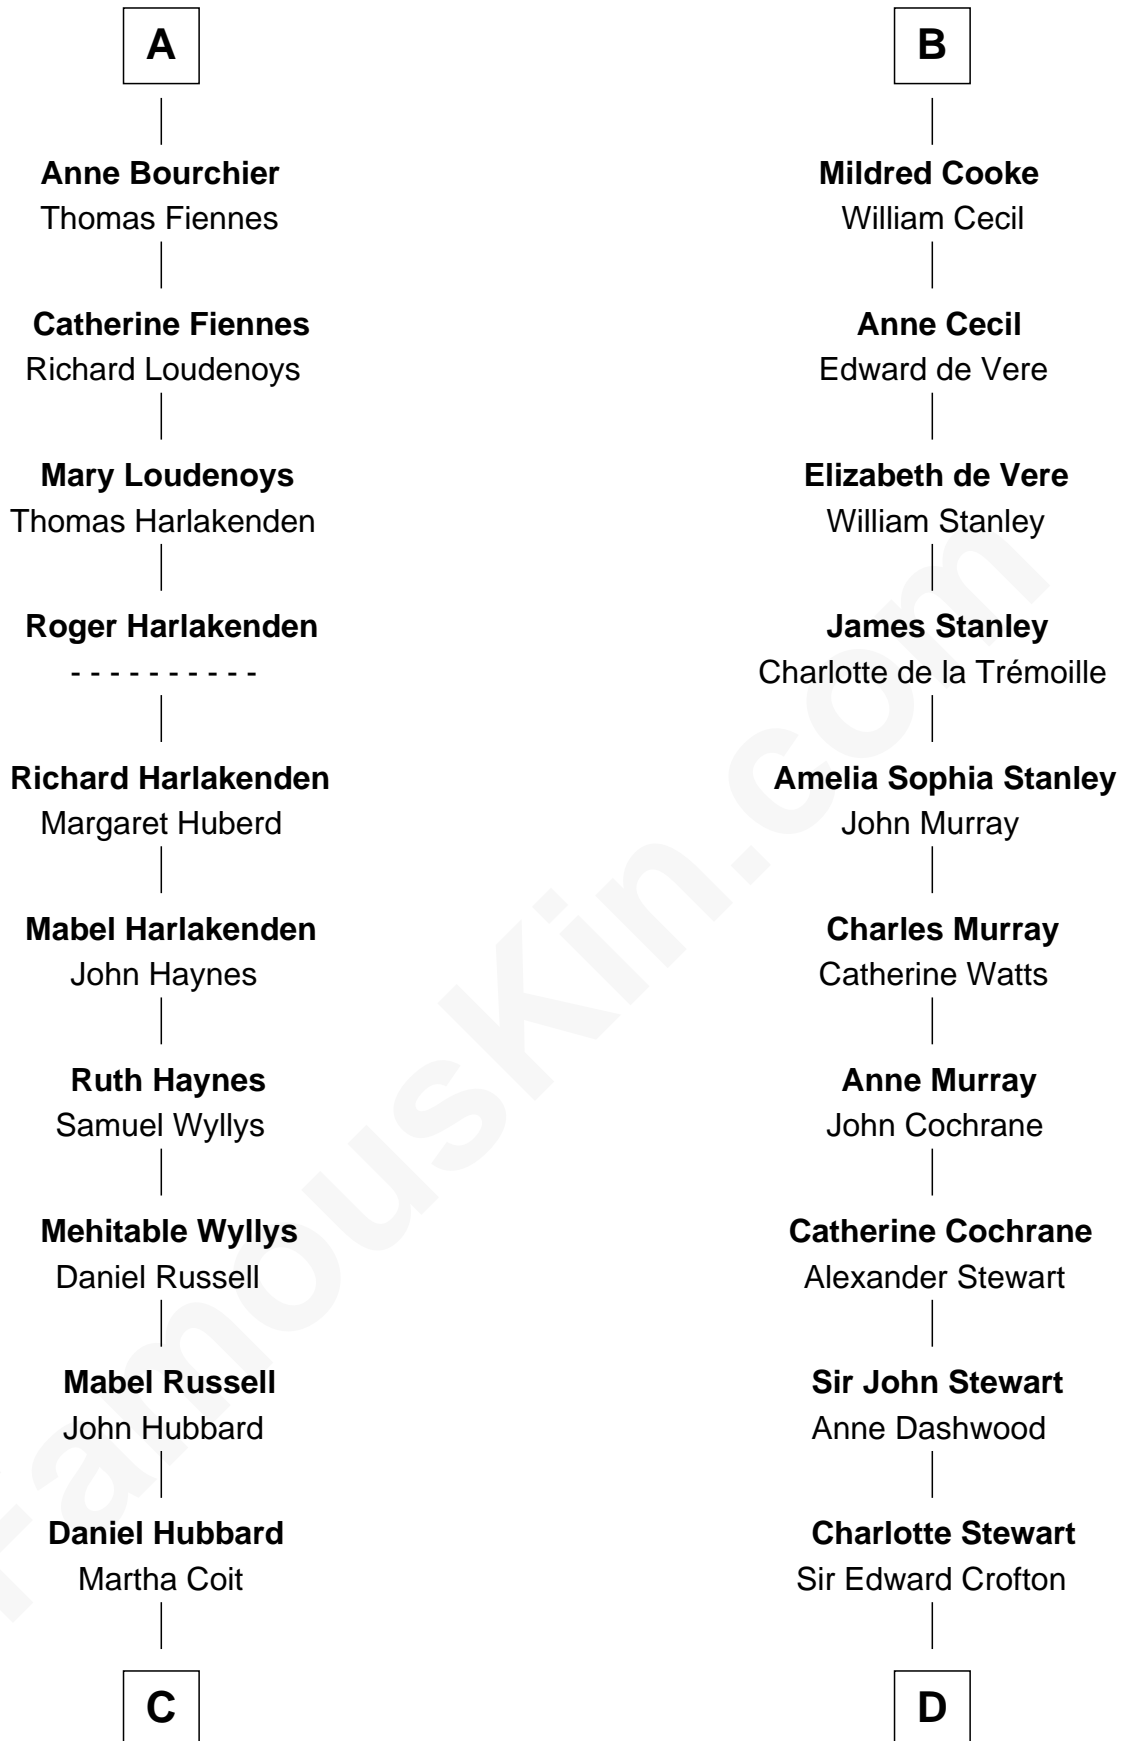 A
Anne Bourchier
Thomas Fiennes
Catherine Fiennes
Richard Loudenoys
Mary Loudenoys
Thomas Harlakenden
Roger Harlakenden
- - - - - - - - - -
Richard Harlakenden
Margaret Huberd
Mabel Harlakenden
John Haynes
Ruth Haynes
Samuel Wyllys
Mehitable Wyllys
Daniel Russell
Mabel Russell
John Hubbard
Daniel Hubbard
Martha Coit
C
B
Mildred Cooke
William Cecil
Anne Cecil
Edward de Vere
Elizabeth de Vere
William Stanley
James Stanley
Charlotte de la Trémoille
Amelia Sophia Stanley
John Murray
Charles Murray
Catherine Watts
Anne Murray
John Cochrane
Catherine Cochrane
Alexander Stewart
Sir John Stewart
Anne Dashwood
Charlotte Stewart
Sir Edward Crofton
D
FamousKin.com